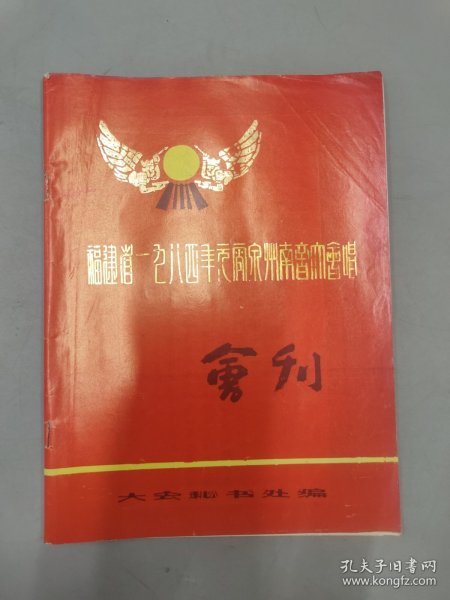 福建省一九八四年元宵泉州南音大會唱
會刊
大会秘书处编
孔夫子旧书网
www.kongfz.com